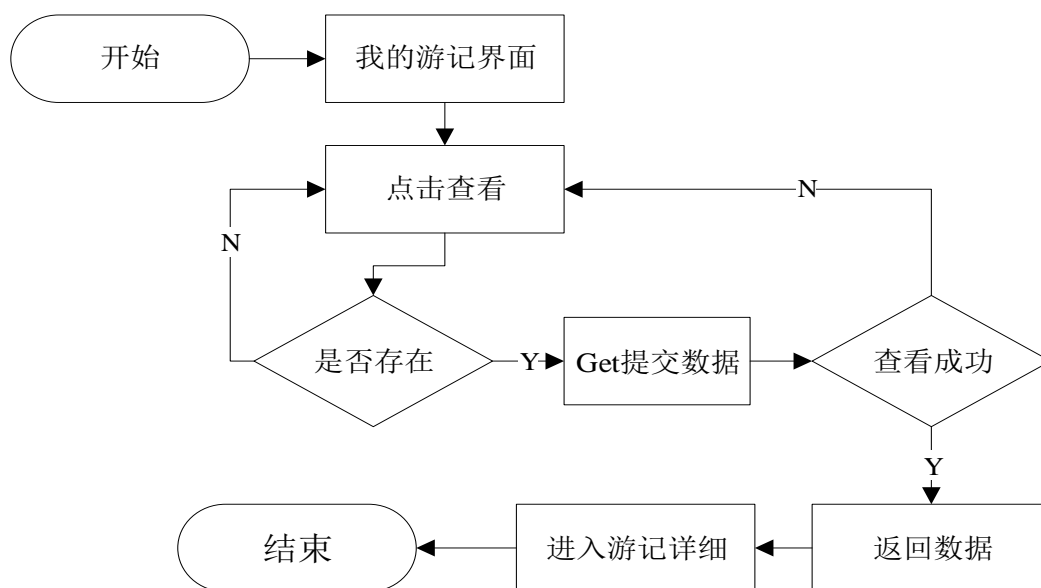 开始
我的游记界面
点击查看
N
N
是否存在
Y
Get提交数据
查看成功
Y
结束
进入游记详细
返回数据